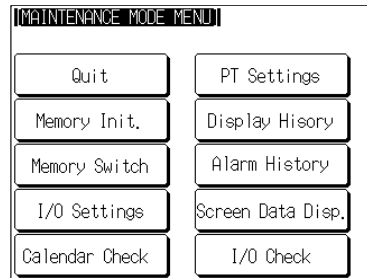 [MAINTENANCE MODE MENU]
Quit
PT Settings
Memory Init.
Display Hisory
Memory Switch
Alarm History
I/O Settings
Screen Data Disp.
Calendar Check
I/O Check